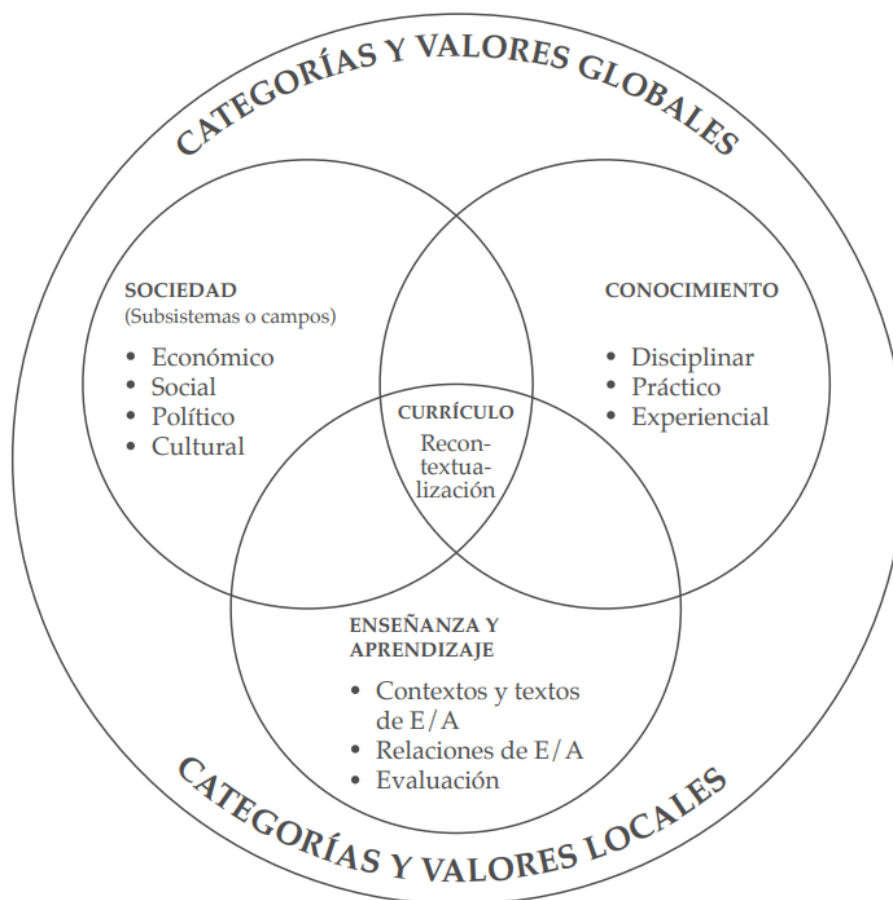 CATEGORÍAS Y VALORES GLOBALES
SOCIEDAD
(Subsistemas o campos)
• Económico
• Social
• Político
• Cultural
CONOCIMIENTO
• Disciplinar
• Práctico
• Experiencial
CURRÍCULO
Recon-
textua-
lización
ENSEÑANZA Y
APRENDIZAJE
• Contextos y textos
de E/A
• Relaciones de E/A
• Evaluación
CATEGORÍAS Y VALORES LOCALES